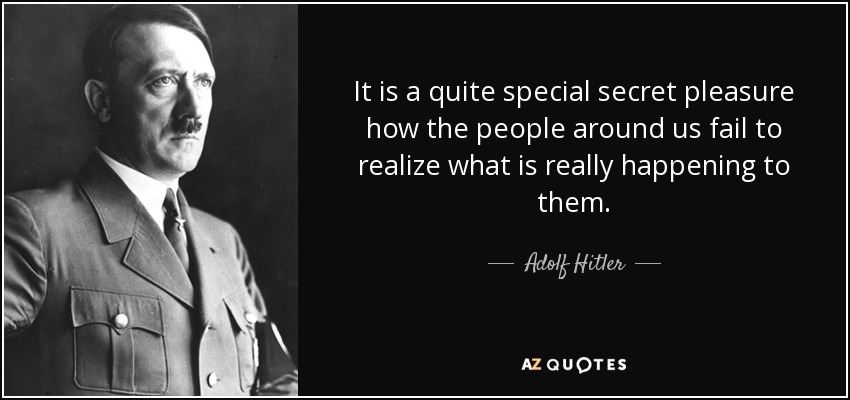 It is a quite special secret pleasure
how the people around us fail to
realize what is really happening to
them.
Adolf Hitler
AZ QUOTES